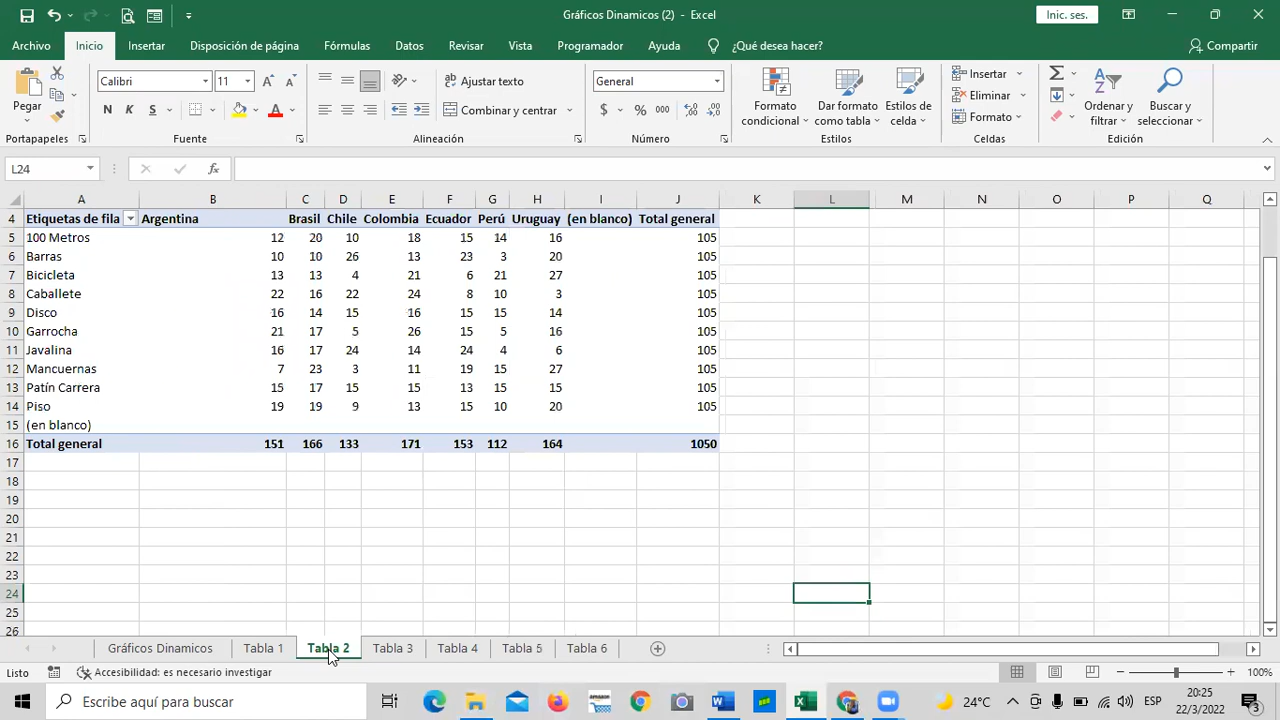 Gráficos Dinamicos (2) - Excel
Inic. ses.
Archivo Inicio Insertar Disposición de página Fórmulas Datos Revisar Vista Programador Ayuda ¿Qué desea hacer? Compartir
Pegar
Calibri 11
N K S
Ajustar texto
Combinar y centrar
General
$ % 000
Formato condicional
Dar formato como tabla
Estilos de celda
Insertar
Eliminar
Formato
Ordenar y filtrar
Buscar y seleccionar
Portapapeles Fuente Alineación Número Estilos Celdas Edición
L24 fx
A B C D E F G H I J K L M N O P Q
4 Etiquetas de fila Argentina Brasil Chile Colombia Ecuador Perú Uruguay (en blanco) Total general
5 100 Metros 12 20 10 18 15 14 16 105
6 Barras 10 10 26 13 23 3 20 105
7 Bicicleta 13 13 4 21 6 21 27 105
8 Caballete 22 16 22 24 8 10 3 105
9 Disco 16 14 15 16 15 15 14 105
10 Garrocha 21 17 5 26 15 5 16 105
11 Javalina 16 17 24 14 24 4 6 105
12 Mancuernas 7 23 3 11 19 15 27 105
13 Patín Carrera 15 17 15 15 13 15 15 105
14 Piso 19 19 9 13 15 10 20 105
15 (en blanco)
16 Total general 151 166 133 171 153 112 164 1050
17
18
19
20
21
22
23
24
25
26
Gráficos Dinamicos Tabla 1 Tabla 2 Tabla 3 Tabla 4 Tabla 5 Tabla 6
Listo Accesibilidad: es necesario investigar 100%
Escribe aquí para buscar
24°C ESP
20:25
22/3/2022
3